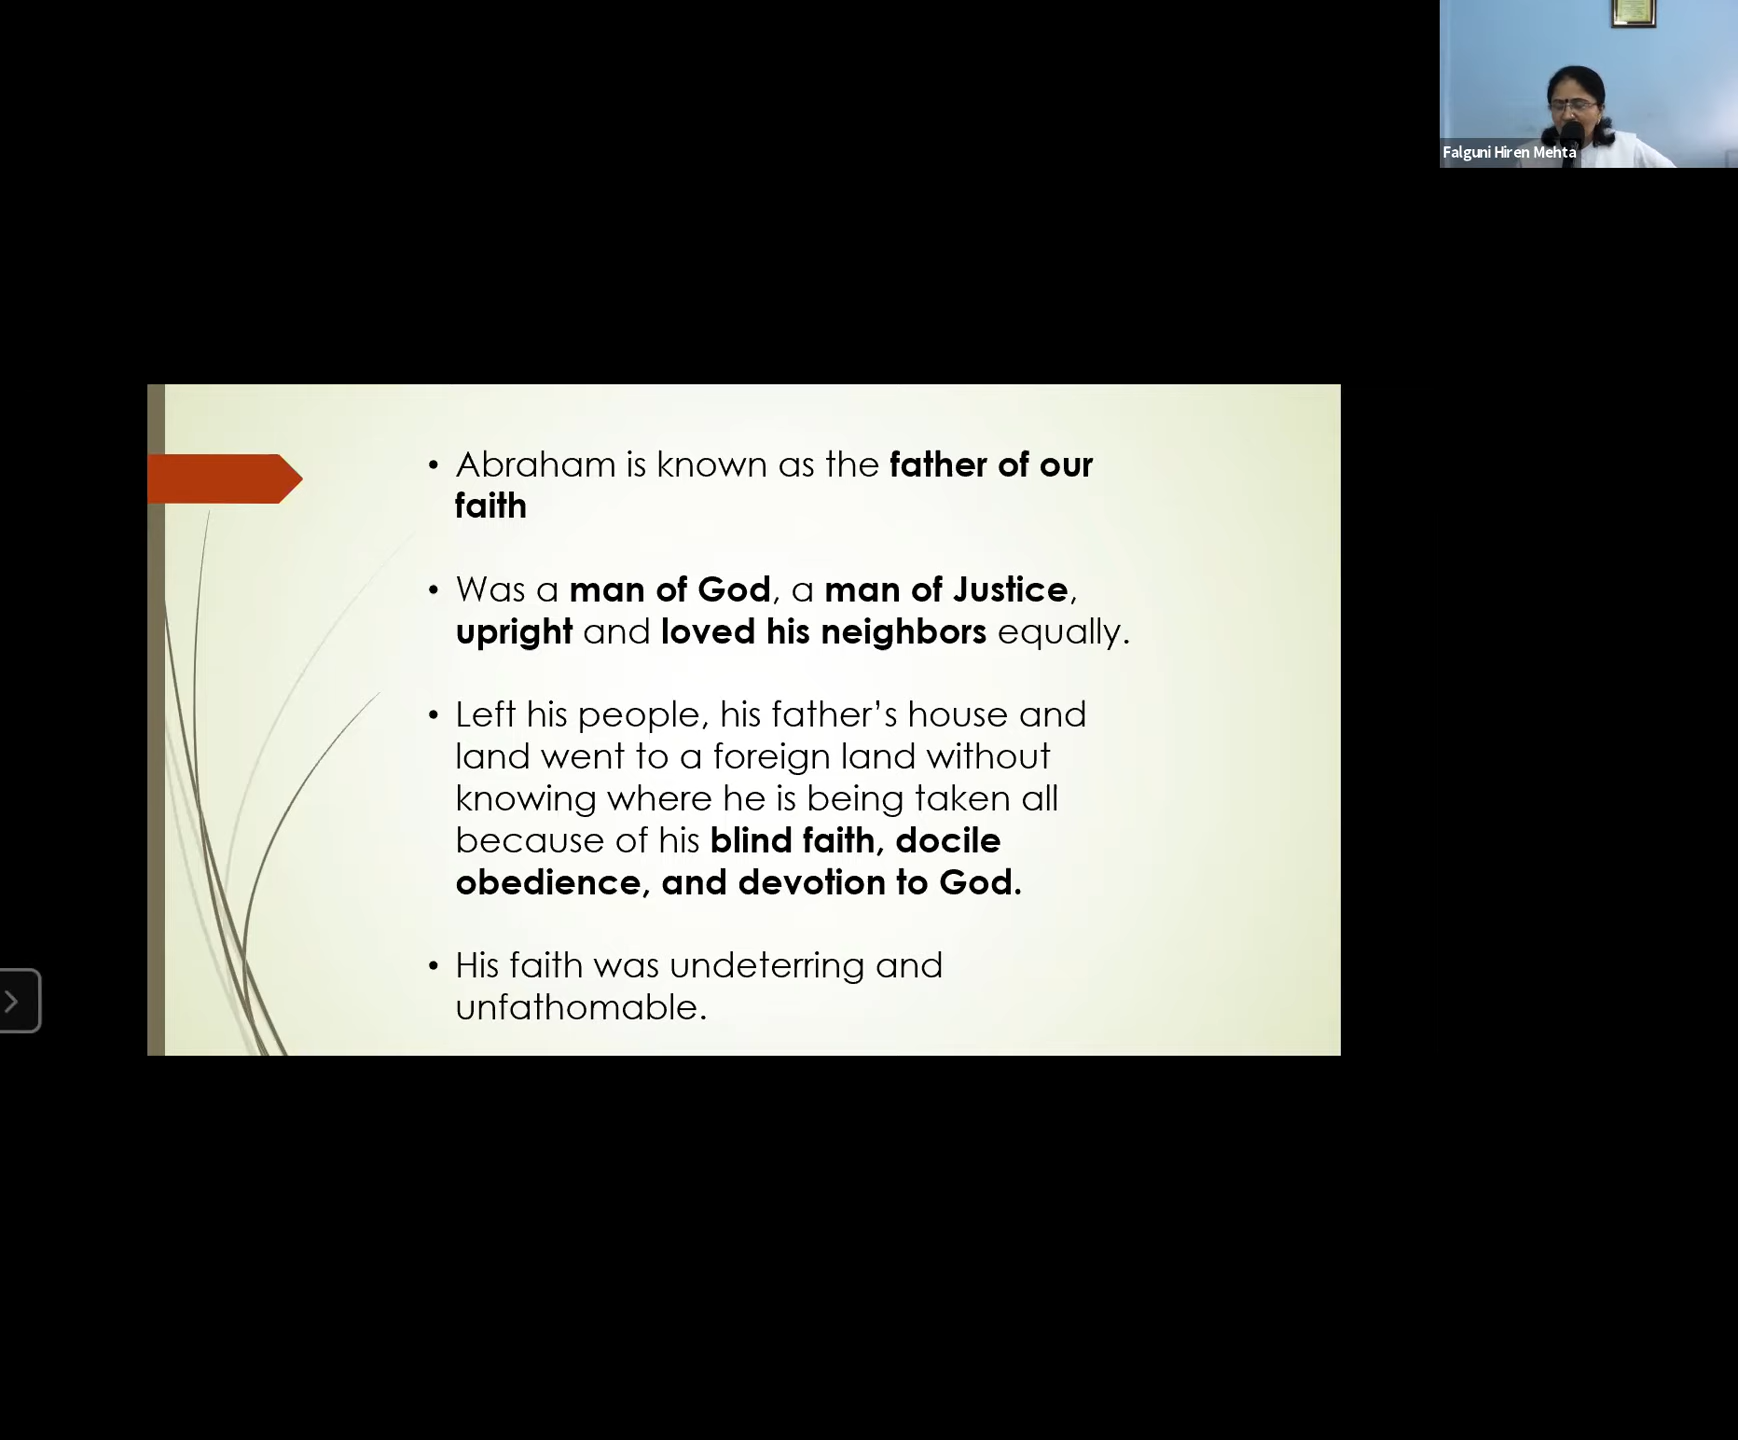 Falguni Hiren Mehta
• Abraham is known as the father of our
faith
• Was a man of God, a man of Justice,
upright and loved his neighbors equally.
• Left his people, his father’s house and
land went to a foreign land without
knowing where he is being taken all
because of his blind faith, docile
obedience, and devotion to God.
• His faith was undeterring and
unfathomable.